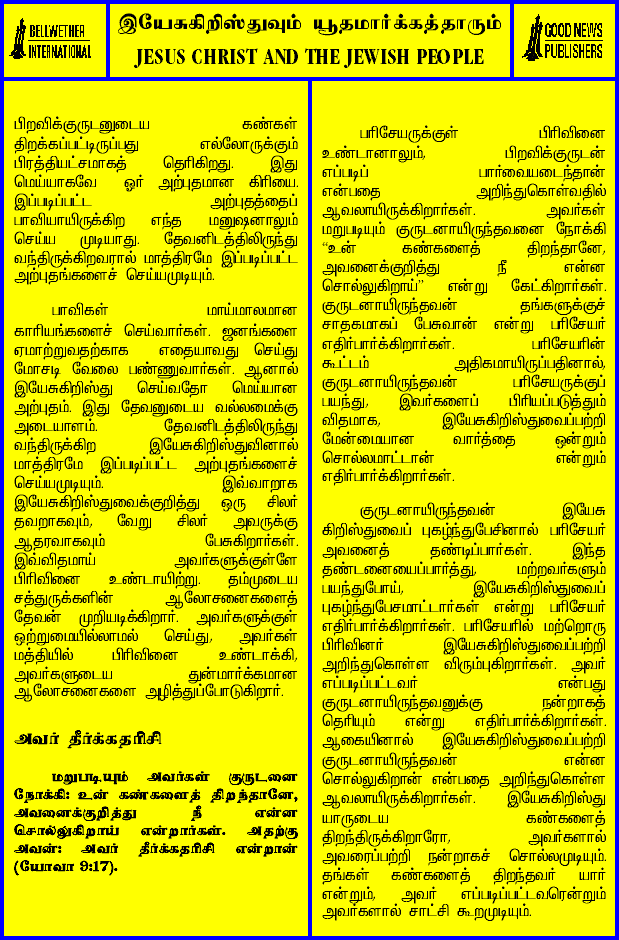 BELLWETHER
INTERNATIONAL
இயேசுகிறிஸ்துவும் யூதமார்க்கத்தாரும்
JESUS CHRIST AND THE JEWISH PEOPLE
GOOD NEWS
PUBLISHERS
பிறவிக்குருடனுடைய கண்கள்
திறக்கப்பட்டிருப்பது எல்லோருக்கும்
பிரத்தியட்சமாகத் தெரிகிறது. இது
மெய்யாகவே ஓர் அற்புதமான கிரியை.
இப்படிப்பட்ட அற்புதத்தைப்
பாவியாயிருக்கிற எந்த மனுஷனாலும்
செய்ய முடியாது. தேவனிடத்திலிருந்து
வந்திருக்கிறவரால் மாத்திரமே இப்படிப்பட்ட
அற்புதங்களைச் செய்யமுடியும்.
பாவிகள் மாய்மாலமான
காரியங்களைச் செய்வார்கள். ஜனங்களை
ஏமாற்றுவதற்காக எதையாவது செய்து
மோசடி வேலை பண்ணுவார்கள். ஆனால்
இயேசுகிறிஸ்து செய்வதோ மெய்யான
அற்புதம். இது தேவனுடைய வல்லமைக்கு
அடையாளம். தேவனிடத்திலிருந்து
வந்திருக்கிற இயேசுகிறிஸ்துவினால்
மாத்திரமே இப்படிப்பட்ட அற்புதங்களைச்
செய்யமுடியும். இவ்வாறாக
இயேசுகிறிஸ்துவைக்குறித்து ஒரு சிலர்
தவறாகவும், வேறு சிலர் அவருக்கு
ஆதரவாகவும் பேசுகிறார்கள்.
இவ்விதமாய் அவர்களுக்குள்ளே
பிரிவினை உண்டாயிற்று. தம்முடைய
சத்துருக்களின் ஆலோசனைகளைத்
தேவன் முறியடிக்கிறார். அவர்களுக்குள்
ஒற்றுமையில்லாமல் செய்து, அவர்கள்
மத்தியில் பிரிவினை உண்டாக்கி,
அவர்களுடைய துன்மார்க்கமான
ஆலோசனைகளை அழித்துப்போடுகிறார்.
அவர் தீர்க்கதரிசி
மறுபடியும் அவர்கள் குருடனை
நோக்கி: உன் கண்களைத் திறந்தானே,
அவனைக்குறித்து நீ என்ன
சொல்லுகிறாய் என்றார்கள். அதற்கு
அவன்: அவர் தீர்க்கதரிசி என்றான்
(யோவா 9:17).
பரிசேயருக்குள் பிரிவினை
உண்டானாலும், பிறவிக்குருடன்
எப்படிப் பார்வையடைந்தான்
என்பதை அறிந்துகொள்வதில்
ஆவலாயிருக்கிறார்கள். அவர்கள்
மறுபடியும் குருடனாயிருந்தவனை நோக்கி
“உன் கண்களைத் திறந்தானே,
அவனைக்குறித்து நீ என்ன
சொல்லுகிறாய்” என்று கேட்கிறார்கள்.
குருடனாயிருந்தவன் தங்களுக்குச்
சாதகமாகப் பேசுவான் என்று பரிசேயர்
எதிர்பார்க்கிறார்கள். பரிசேயரின்
கூட்டம் அதிகமாயிருப்பதினால்,
குருடனாயிருந்தவன் பரிசேயருக்குப்
பயந்து, இவர்களைப் பிரியப்படுத்தும்
விதமாக, இயேசுகிறிஸ்துவைப்பற்றி
மேன்மையான வார்த்தை ஒன்றும்
சொல்லமாட்டான் என்றும்
எதிர்பார்க்கிறார்கள்.
குருடனாயிருந்தவன் இயேசு
கிறிஸ்துவைப் புகழ்ந்துபேசினால் பரிசேயர்
அவனைத் தண்டிப்பார்கள். இந்த
தண்டனையைப்பார்த்து, மற்றவர்களும்
பயந்துபோய், இயேசுகிறிஸ்துவைப்
புகழ்ந்துபேசமாட்டார்கள் என்று பரிசேயர்
எதிர்பார்க்கிறார்கள். பரிசேயரில் மற்றொரு
பிரிவினர் இயேசுகிறிஸ்துவைப்பற்றி
அறிந்துகொள்ள விரும்புகிறார்கள். அவர்
எப்படிப்பட்டவர் என்பது
குருடனாயிருந்தவனுக்கு நன்றாகத்
தெரியும் என்று எதிர்பார்க்கிறார்கள்.
ஆகையினால் இயேசுகிறிஸ்துவைப்பற்றி
குருடனாயிருந்தவன் என்ன
சொல்லுகிறான் என்பதை அறிந்துகொள்ள
ஆவலாயிருக்கிறார்கள். இயேசுகிறிஸ்து
யாருடைய கண்களைத்
திறந்திருக்கிறாரோ, அவர்களால்
அவரைப்பற்றி நன்றாகச் சொல்லமுடியும்.
தங்கள் கண்களைத் திறந்தவர் யார்
என்றும், அவர் எப்படிப்பட்டவரென்றும்
அவர்களால் சாட்சி கூறமுடியும்.